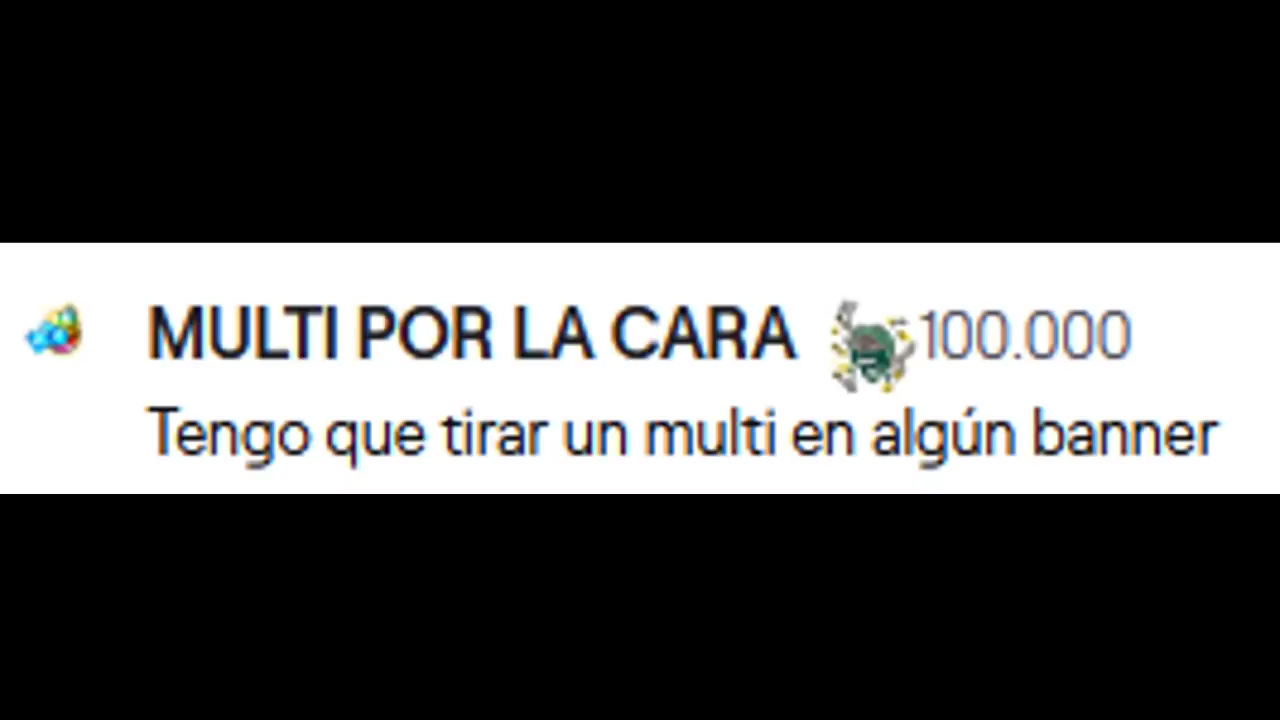 MULTI POR LA CARA 100.000
Tengo que tirar un multi en algún banner